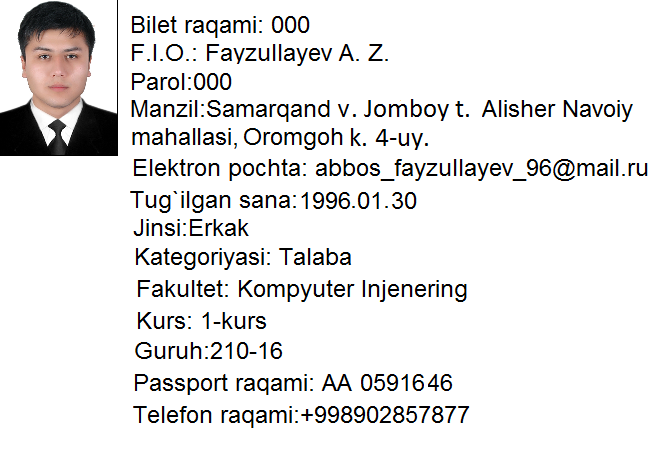 Bilet raqami: 000
F.I.O.: Fayzullayev A. Z.
Parol:000
Manzil:Samarqand v. Jomboy t. Alisher Navoiy
mahallasi, Oromgoh k. 4-uy.
Elektron pochta: abbos_fayzullayev_96@mail.ru
Tug`ilgan sana:1996.01.30
Jinsi:Erkak
Kategoriyasi: Talaba
Fakultet: Kompyuter Injenering
Kurs: 1-kurs
Guruh:210-16
Passport raqami: AA 0591646
Telefon raqami:+998902857877